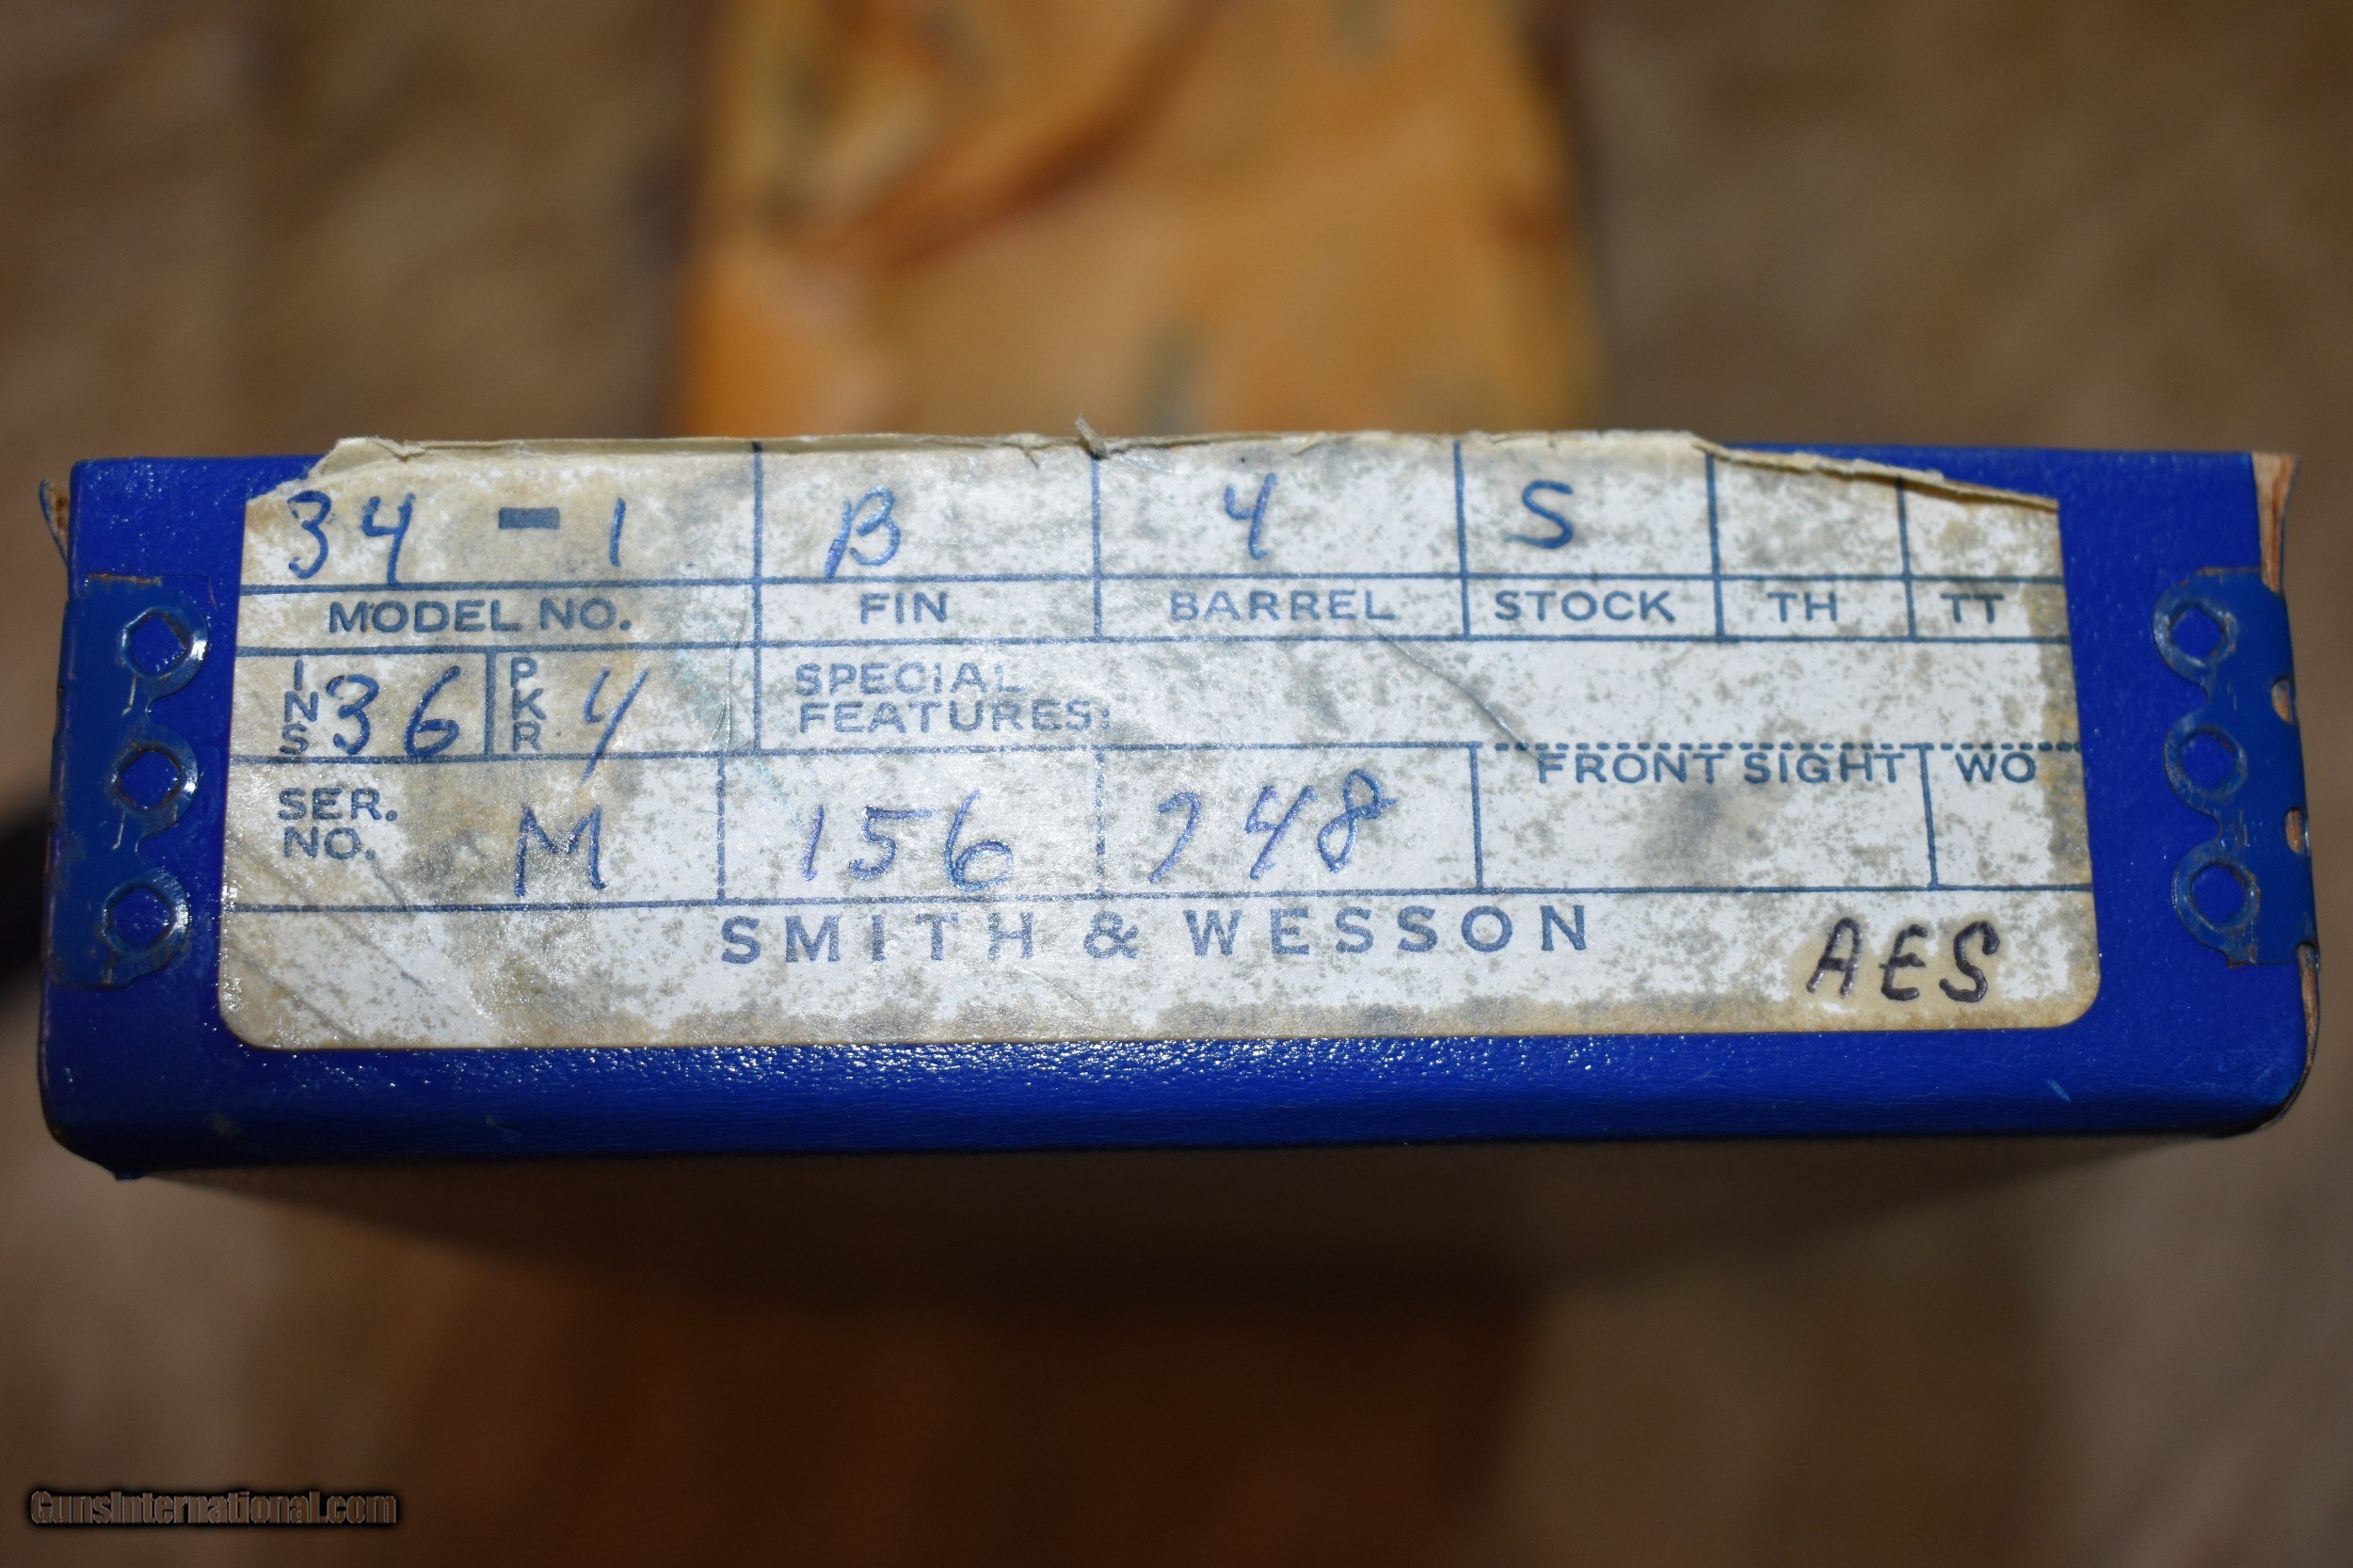 34 - 1 B 4 S
MODEL NO. FIN BARREL STOCK TH TT
INS 36 PKR 4 SPECIAL
FEATURES:
FRONT SIGHT WO
SER.
NO. M 156 748
SMITH & WESSON
AES
GunsInternational.com